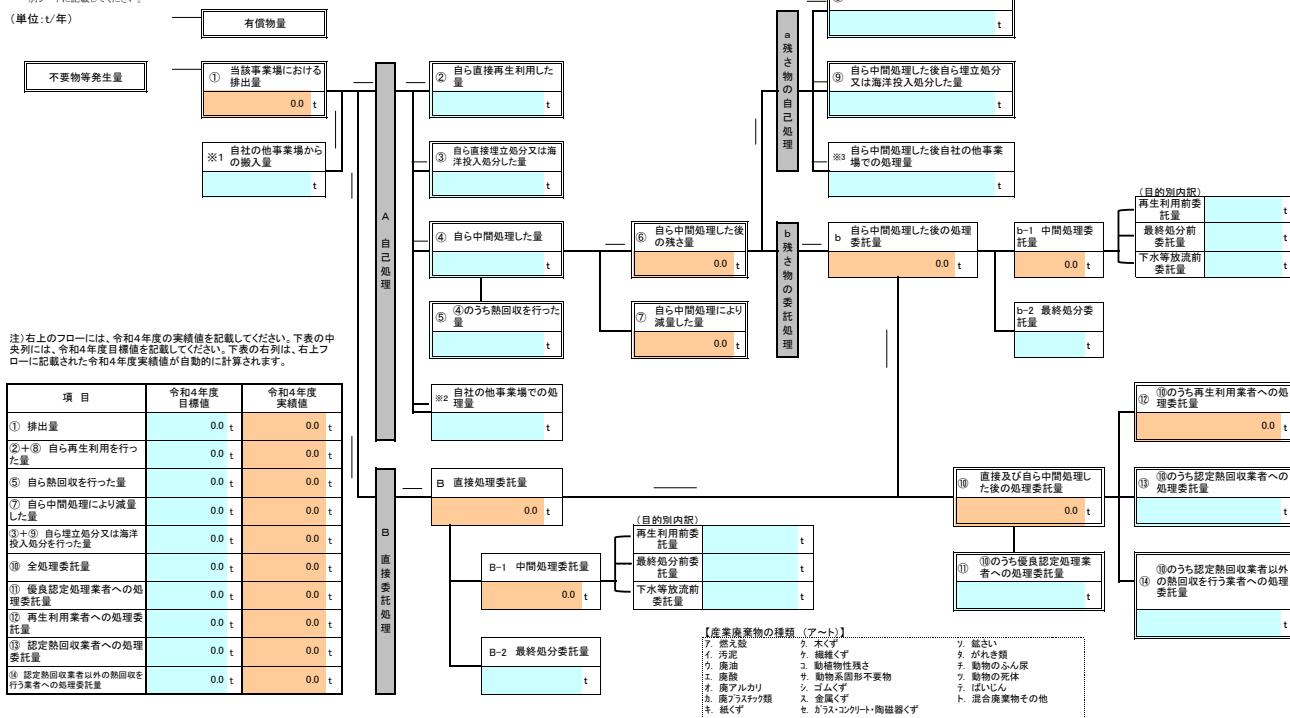 (単位:t/年)
有償物量
不要物等発生量
① 当該事業場における
排出量
0.0 t
※1 自社の他事業場から
の搬入量
t
A
自
己
処
理
② 自ら直接再生利用した
量
t
③ 自ら直接埋立処分又は海
洋投入処分した量
t
④ 自ら中間処理した量
t
⑤ ④のうち熱回収を行った
量
t
※2 自社の他事業場での処
理量
t
⑥ 自ら中間処理した後
の残さ量
0.0 t
⑦ 自ら中間処理により
減量した量
0.0 t
a
残
さ
物
の
自
己
処
理
t
⑨ 自ら中間処理した後自ら埋立処分
又は海洋投入処分した量
t
※3 自ら中間処理した後自社の他事業
場での処理量
t
b
残
さ
物
の
委
託
処
理
b 自ら中間処理した後の処理
委託量
0.0 t
b-1 中間処理委
託量
0.0 t
(目的別内訳)
再生利用前委
託量
t
最終処分前
委託量
t
下水等放流前
委託量
t
b-2 最終処分委
託量
t
注)右上のフローには、令和4年度の実績値を記載してください。下表の中
央列には、令和4年度目標値を記載してください。下表の右列は、右上フ
ローに記載された令和4年度実績値が自動的に計算されます。
項 目 令和4年度
目標値 令和4年度
実績値
① 排出量 0.0 t 0.0 t
②+⑧ 自ら再生利用を行っ
た量 0.0 t 0.0 t
⑤ 自ら熱回収を行った量 0.0 t 0.0 t
⑦ 自ら中間処理により減量
した量 0.0 t 0.0 t
③+⑨ 自ら埋立処分又は海洋
投入処分を行った量 0.0 t 0.0 t
⑩ 全処理委託量 0.0 t 0.0 t
⑪ 優良認定処理業者への処
理委託量 0.0 t 0.0 t
⑫ 再生利用業者への処理委
託量 0.0 t 0.0 t
⑬ 認定熱回収業者への処理
委託量 0.0 t 0.0 t
⑭ 認定熱回収業者以外の熱回収を
行う業者への処理委託量 0.0 t 0.0 t
B
直
接
委
託
処
理
B 直接処理委託量
0.0 t
B-1 中間処理委託量
0.0 t
(目的別内訳)
再生利用前委
託量
t
最終処分前委
託量
t
下水等放流前
委託量
t
B-2 最終処分委託量
t
⑩ 直接及び自ら中間処理し
た後の処理委託量
0.0 t
⑪ ⑩のうち優良認定処理業
者への処理委託量
t
⑫ ⑩のうち再生利用業者への処
理委託量
0.0 t
⑬ ⑩のうち認定熱回収業者への
処理委託量
t
⑭ ⑩のうち認定熱回収業者以外
の熱回収を行う業者への処理
委託量
t
【産業廃棄物の種類 (ア~ト)】
ア. 燃え殻 ク. 木くず ソ. 鉱さい
イ. 汚泥 ケ. 繊維くず タ. がれき類
ウ. 廃油 コ. 動植物性残さ チ. 動物のふん尿
エ. 廃酸 サ. 動物系固形不要物 ツ. 動物の死体
オ. 廃アルカリ シ. ゴムくず テ. ばいじん
カ. 廃プラスチック類 ス. 金属くず ト. 混合廃棄物その他
キ. 紙くず セ. ガラス・コンクリート・陶磁器くず